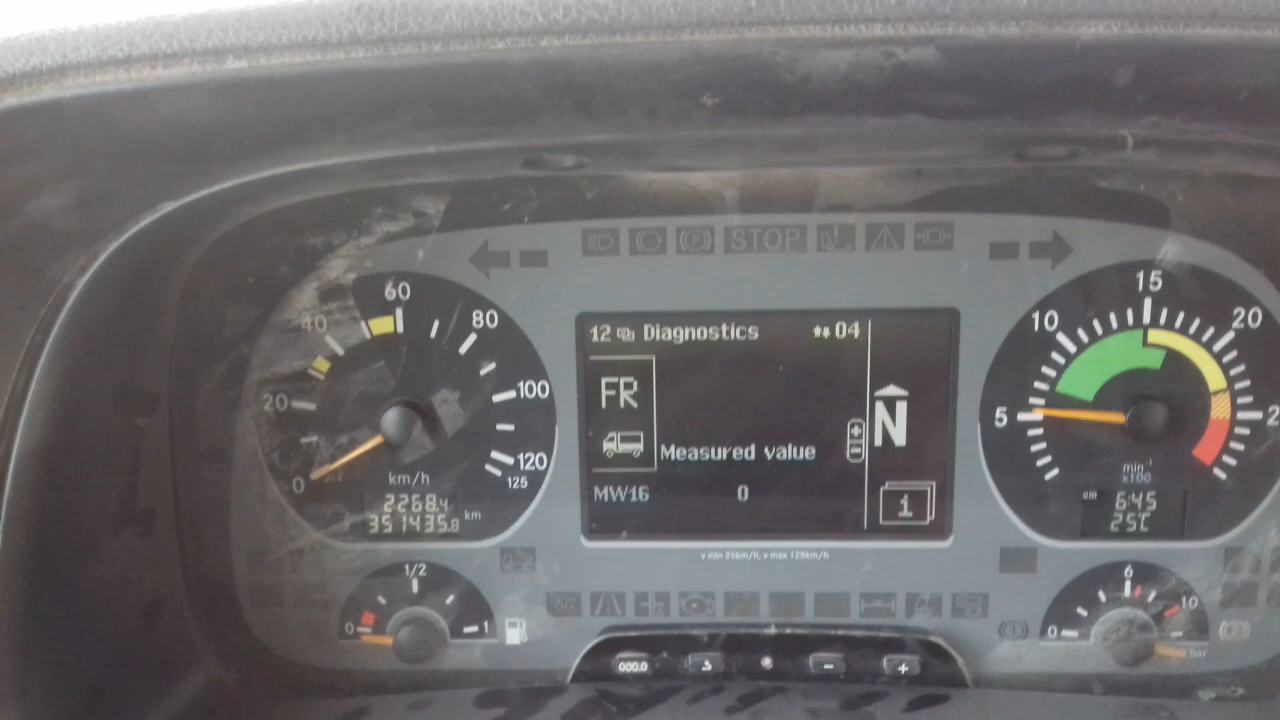 STOP
60
40
80
20
100
0
120
125
km/h
2268.4
351435.8 km
12 Diagnostics 04
FR
N
Measured value
MW16 0
i
v min 25km/h, v max 125km/h
15
10
20
5
min⁻¹
x100
am 6:45
25°C
1/2
0
1
6
0
10
bar
000.0
- +